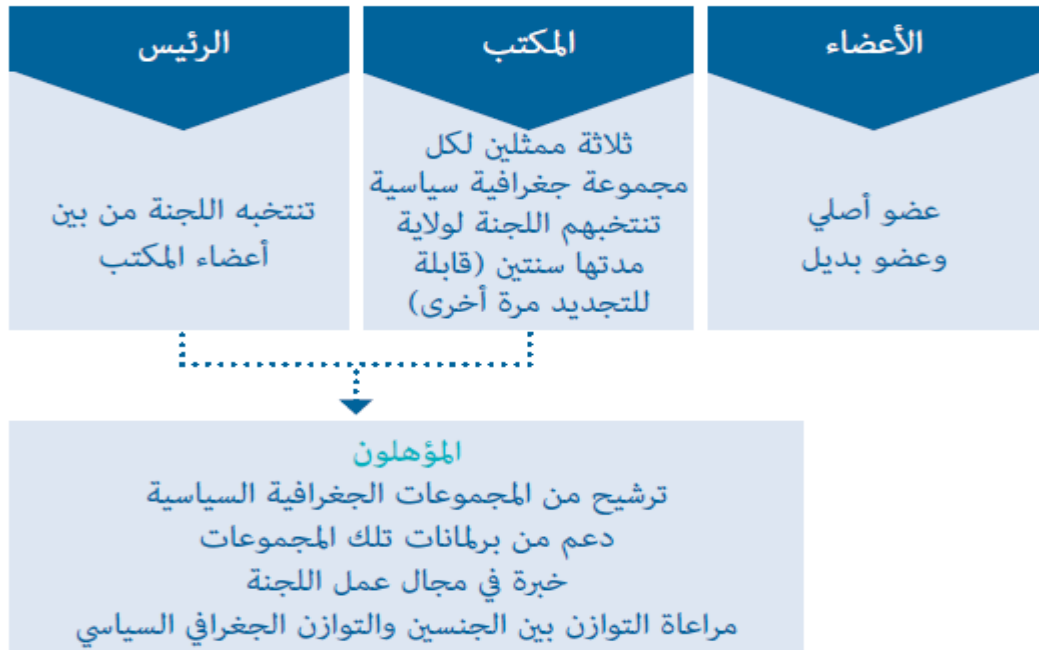 الأعضاء
عضو أصلي
وعضو بديل
المكتب
ثلاثة ممثلين لكل
مجموعة جغرافية سياسية
تنتخبهم اللجنة لولاية
مدتها سنتين (قابلة
للتجديد مرة أخرى)
الرئيس
تنتخبه اللجنة من بين
أعضاء المكتب
المؤهلون
ترشيح من المجموعات الجغرافية السياسية
دعم من برلمانات تلك المجموعات
خبرة في مجال عمل اللجنة
مراعاة التوازن بين الجنسين والتوازن الجغرافي السياسي